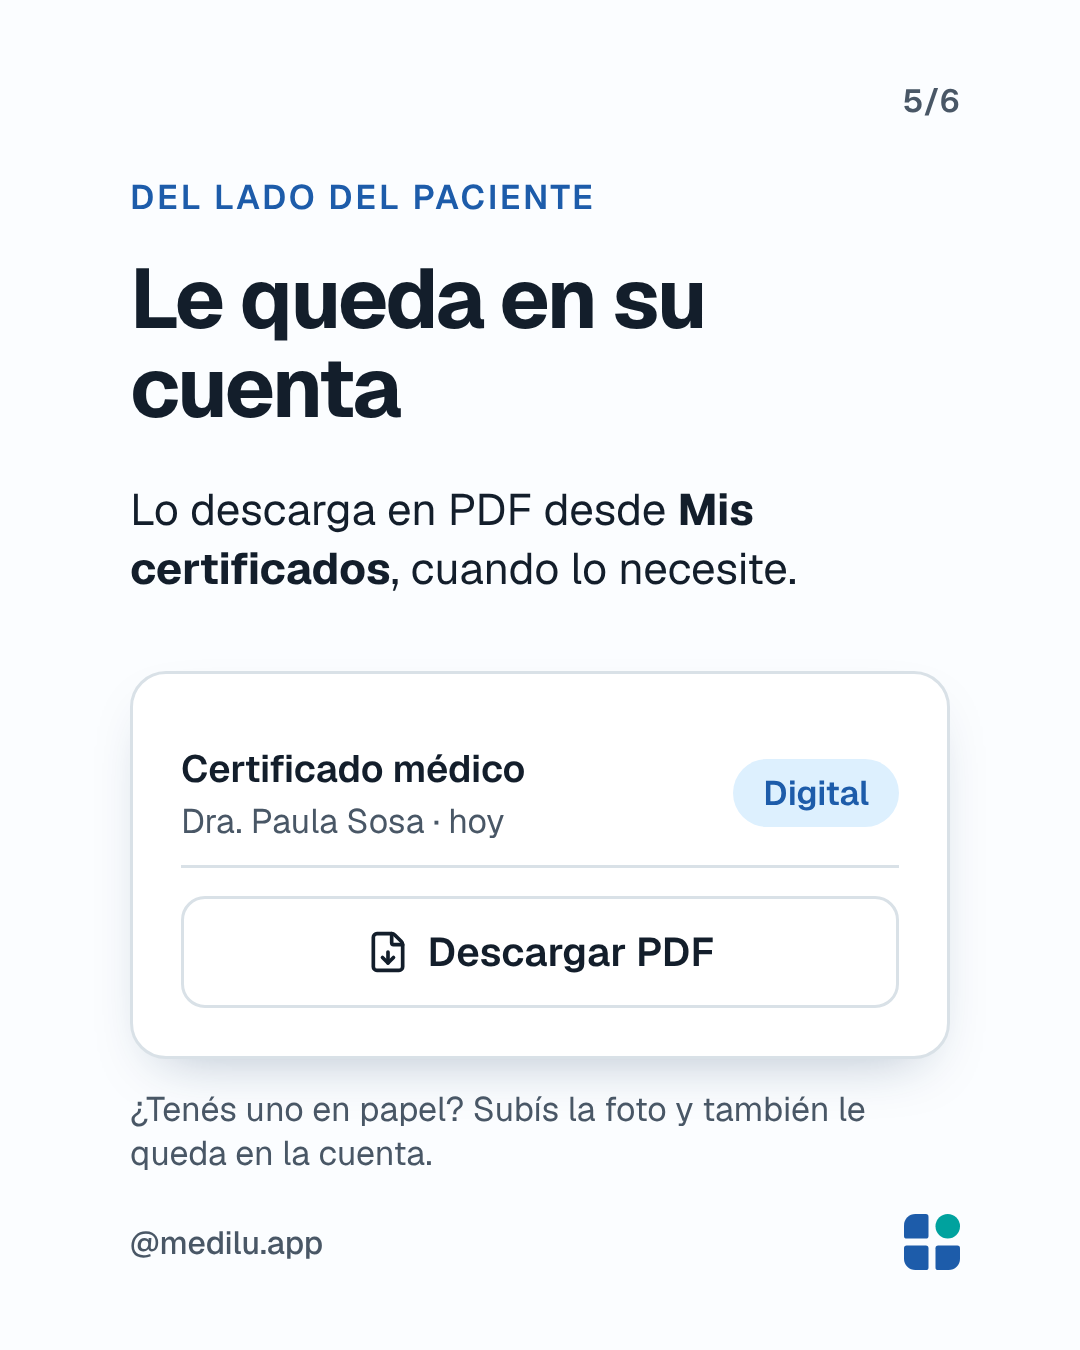 5/6
DEL LADO DEL PACIENTE
Le queda en su
cuenta
Lo descarga en PDF desde Mis
certificados, cuando lo necesite.
Certificado médico
Digital
Dra. Paula Sosa · hoy
Descargar PDF
¿Tenés uno en papel? Subís la foto y también le
queda en la cuenta.
@medilu.app